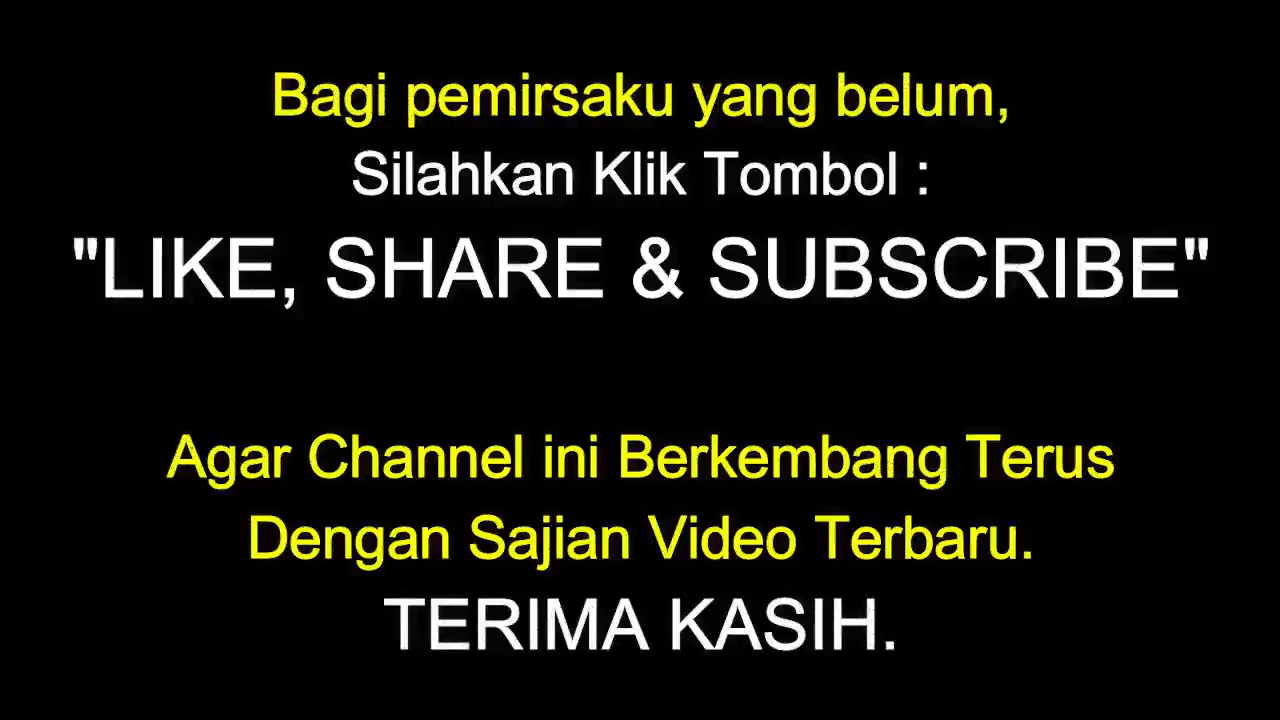 Bagi pemirsaku yang belum,
Silahkan Klik Tombol :
"LIKE, SHARE & SUBSCRIBE"
Agar Channel ini Berkembang Terus
Dengan Sajian Video Terbaru.
TERIMA KASIH.